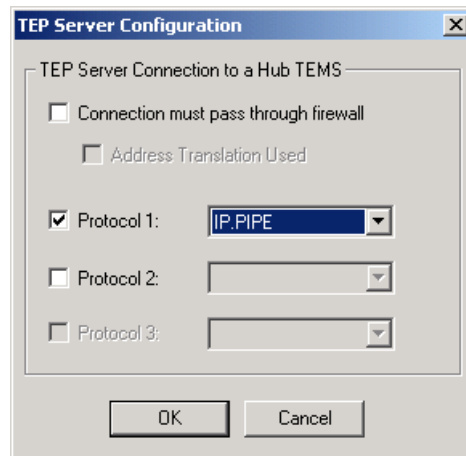 TEP Server Configuration
TEP Server Connection to a Hub TEMS
Connection must pass through firewall
Address Translation Used
Protocol 1: IP.PIPE
Protocol 2:
Protocol 3:
OK Cancel